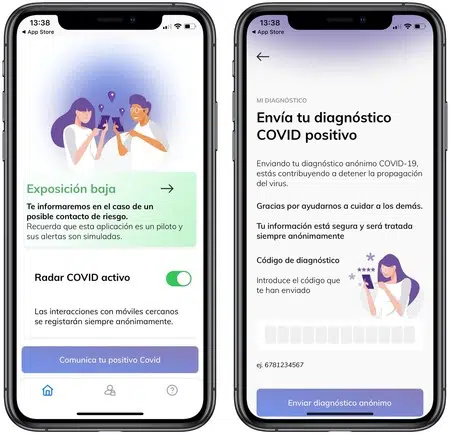 13:38
◀ App Store
Exposición baja
Te informaremos en el caso de un
posible contacto de riesgo.
Recuerda que esta aplicación es un piloto y
sus alertas son simuladas.
Radar COVID activo
Las interacciones con móviles cercanos
se registrarán siempre anónimamente.
Comunica tu positivo Covid
13:38
◀ App Store
MI DIAGNÓSTICO
Envía tu diagnóstico
COVID positivo
Enviando tu diagnóstico anónimo COVID-19,
estás contribuyendo a detener la propagación
del virus.
Gracias por ayudarnos a cuidar a los demás.
Tu información está segura y será tratada
siempre anónimamente
Código de diagnóstico
Introduce el código que
te han enviado
****
ej. 6781234567
Enviar diagnóstico anónimo